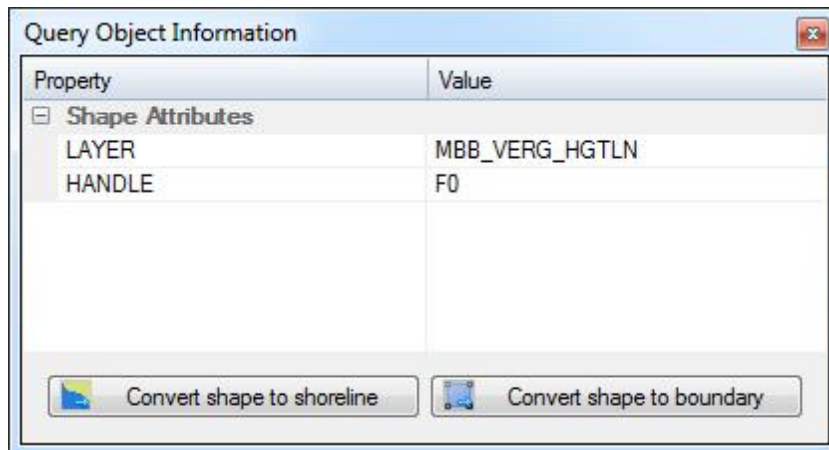 Query Object Information
Property Value
Shape Attributes
LAYER MBB_VERG_HGTLN
HANDLE F0
Convert shape to shoreline Convert shape to boundary